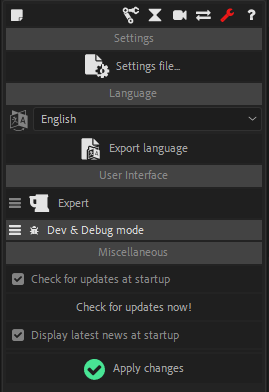 ?
Settings
Settings file...
Language
English
Export language
User Interface
Expert
Dev & Debug mode
Miscellaneous
Check for updates at startup
Check for updates now!
Display latest news at startup
Apply changes